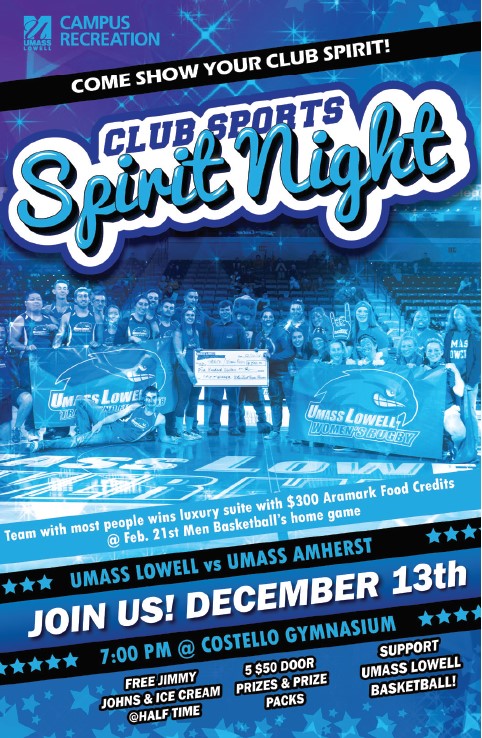 UMASS
LOWELL
CAMPUS
RECREATION
COME SHOW YOUR CLUB SPIRIT!
CLUB SPORTS
Spirit Night
UMASS LOWELL
UMASS LOWELL
WOMEN'S RUGBY
Team with most people wins luxury suite with $300 Aramark Food Credits
@ Feb. 21st Men Basketball's home game
UMASS LOWELL vs UMASS AMHERST
JOIN US! DECEMBER 13th
7:00 PM @ COSTELLO GYMNASIUM
FREE JIMMY
JOHNS & ICE CREAM
@HALF TIME
5 $50 DOOR
PRIZES & PRIZE
PACKS
SUPPORT
UMASS LOWELL
BASKETBALL!